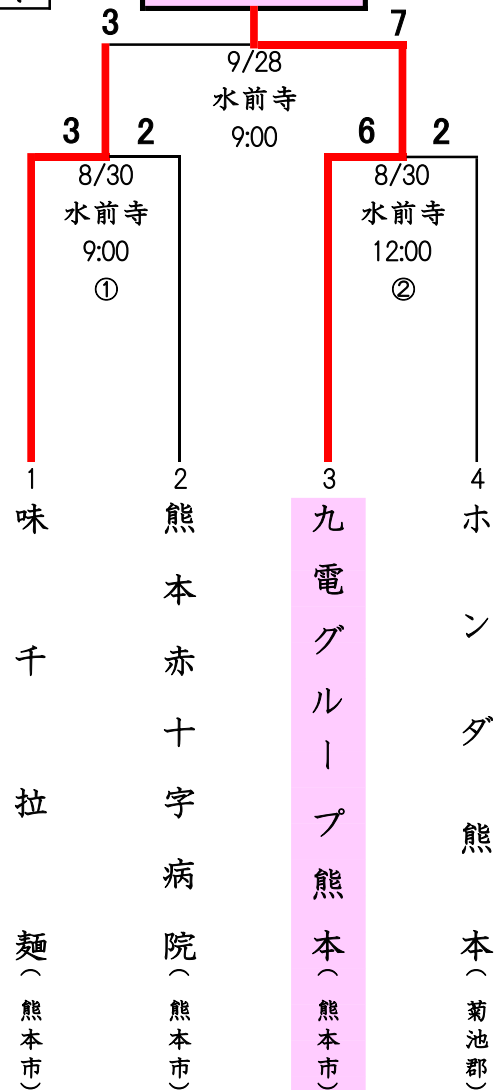 3
7
9/28
水前寺
9:00
3
2
6
2
8/30
水前寺
9:00
①
8/30
水前寺
12:00
②
1
2
3
4
味千拉麺(熊本市)
熊本赤十字病院(熊本市)
九電グループ熊本(熊本市)
ホンダ熊本(菊池郡)